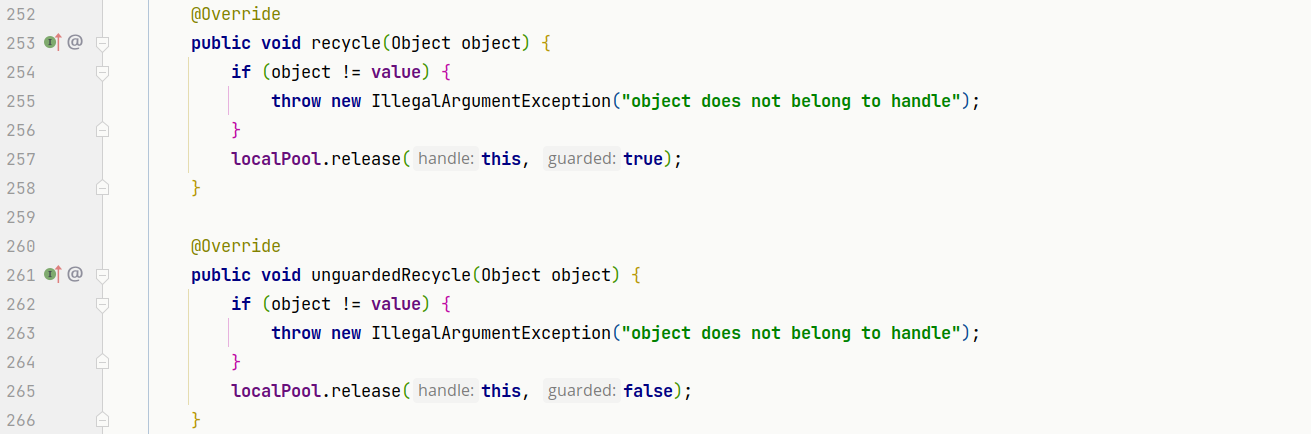 252 @Override
253 @ public void recycle(Object object) {
254 if (object != value) {
255 throw new IllegalArgumentException("object does not belong to handle");
256 }
257 localPool.release( handle: this, guarded: true);
258 }
259
260 @Override
261 @ public void unguardedRecycle(Object object) {
262 if (object != value) {
263 throw new IllegalArgumentException("object does not belong to handle");
264 }
265 localPool.release( handle: this, guarded: false);
266 }